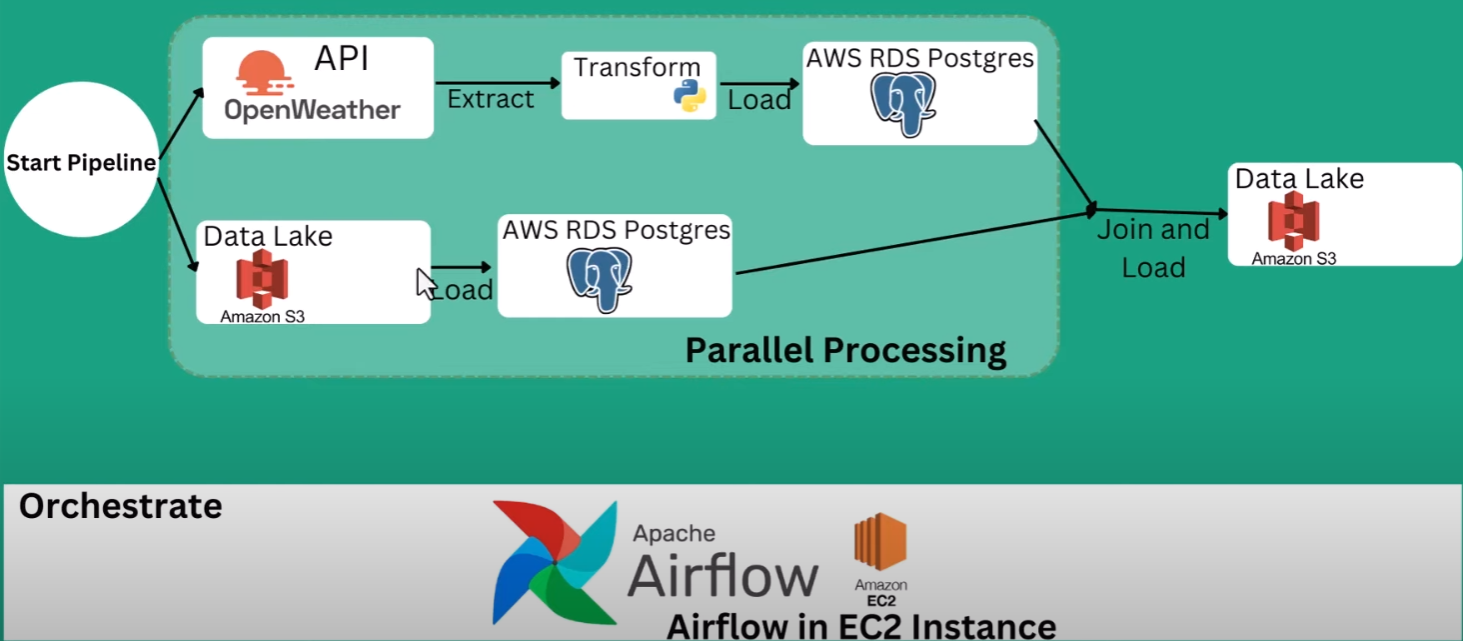 API
OpenWeather
Extract
Transform
Load
AWS RDS Postgres
Start Pipeline
Data Lake
Amazon S3
Load
AWS RDS Postgres
Parallel Processing
Join and
Load
Data Lake
Amazon S3
Orchestrate
Apache
Airflow
Amazon
EC2
Airflow in EC2 Instance